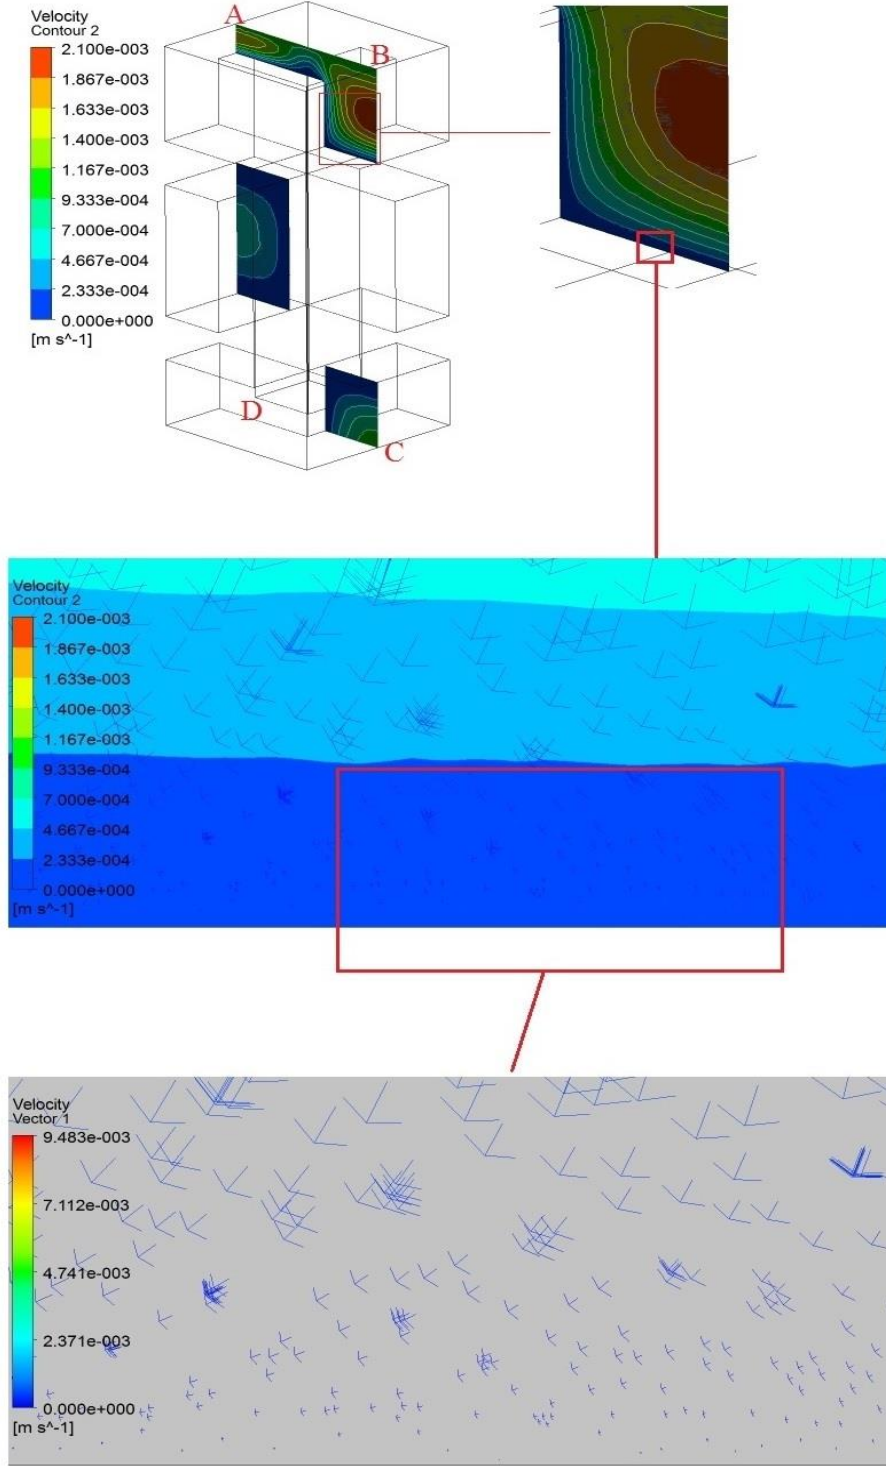 Velocity
Contour 2
2.100e-003
1.867e-003
1.633e-003
1.400e-003
1.167e-003
9.333e-004
7.000e-004
4.667e-004
2.333e-004
0.000e+000
[m s^-1]
A
B
D
C
Velocity
Contour 2
2.100e-003
1.867e-003
1.633e-003
1.400e-003
1.167e-003
9.333e-004
7.000e-004
4.667e-004
2.333e-004
0.000e+000
[m s^-1]
Velocity
Vector 1
9.483e-003
7.112e-003
4.741e-003
2.371e-003
0.000e+000
[m s^-1]